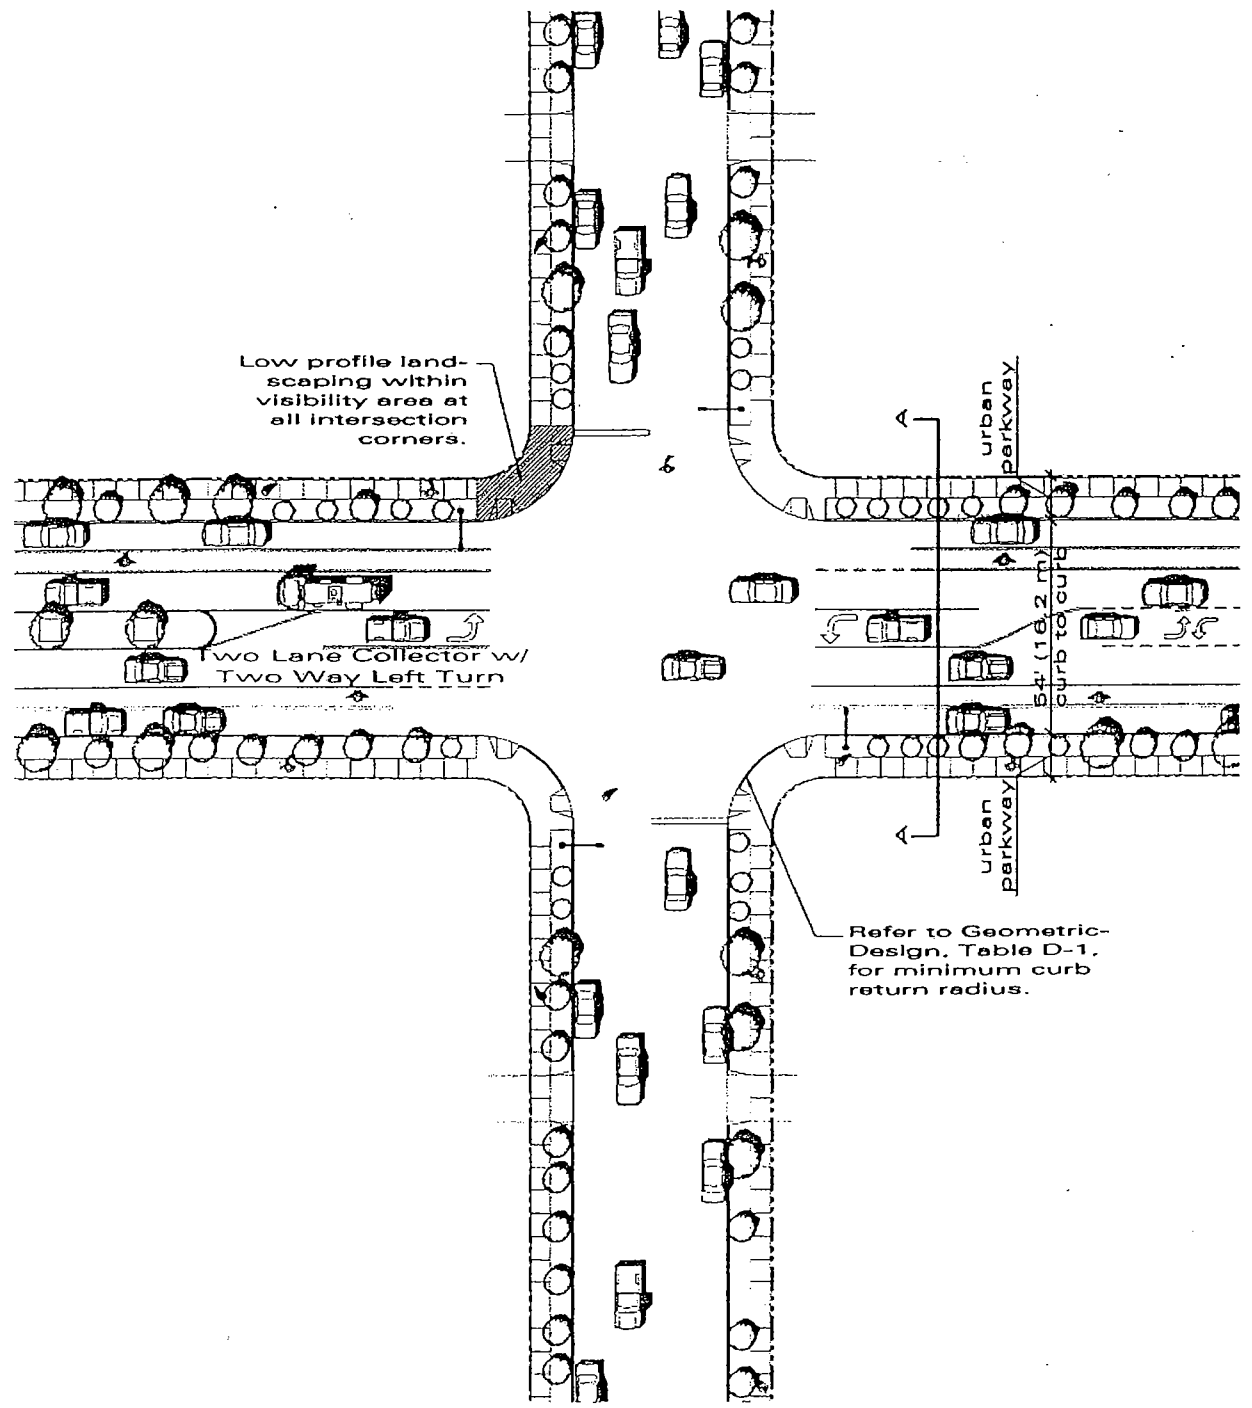 Low profile land-
scaping within
visibility area at
all intersection
corners.
A
urban
parkway
54' (16.2 m)
curb to curb
Two Lane Collector w/
Two Way Left Turn
A
urban
parkway
Refer to Geometric-
Design, Table D-1,
for minimum curb
return radius.